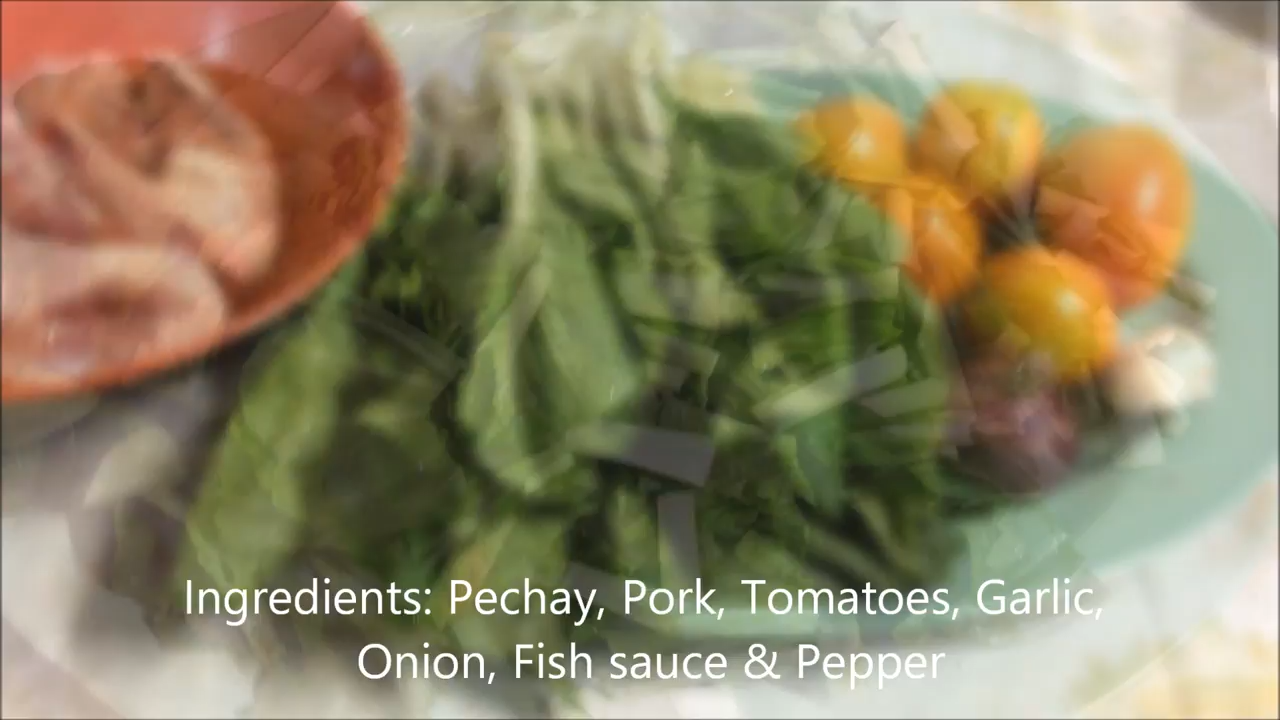 Ingredients: Pechay, Pork, Tomatoes, Garlic,
Onion, Fish sauce & Pepper